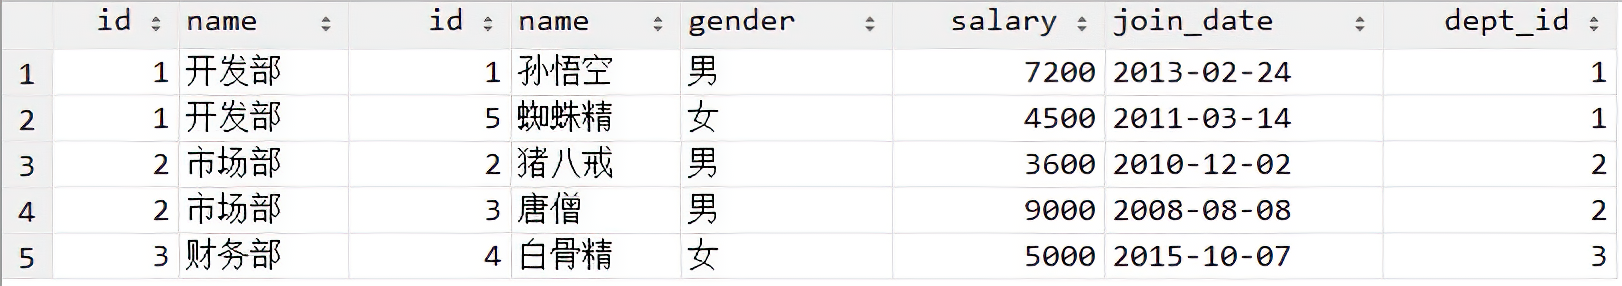 id name id name gender salary join_date dept_id
1 1 开发部 1 孙悟空 男 7200 2013-02-24 1
2 1 开发部 5 蜘蛛精 女 4500 2011-03-14 1
3 2 市场部 2 猪八戒 男 3600 2010-12-02 2
4 2 市场部 3 唐僧 男 9000 2008-08-08 2
5 3 财务部 4 白骨精 女 5000 2015-10-07 3